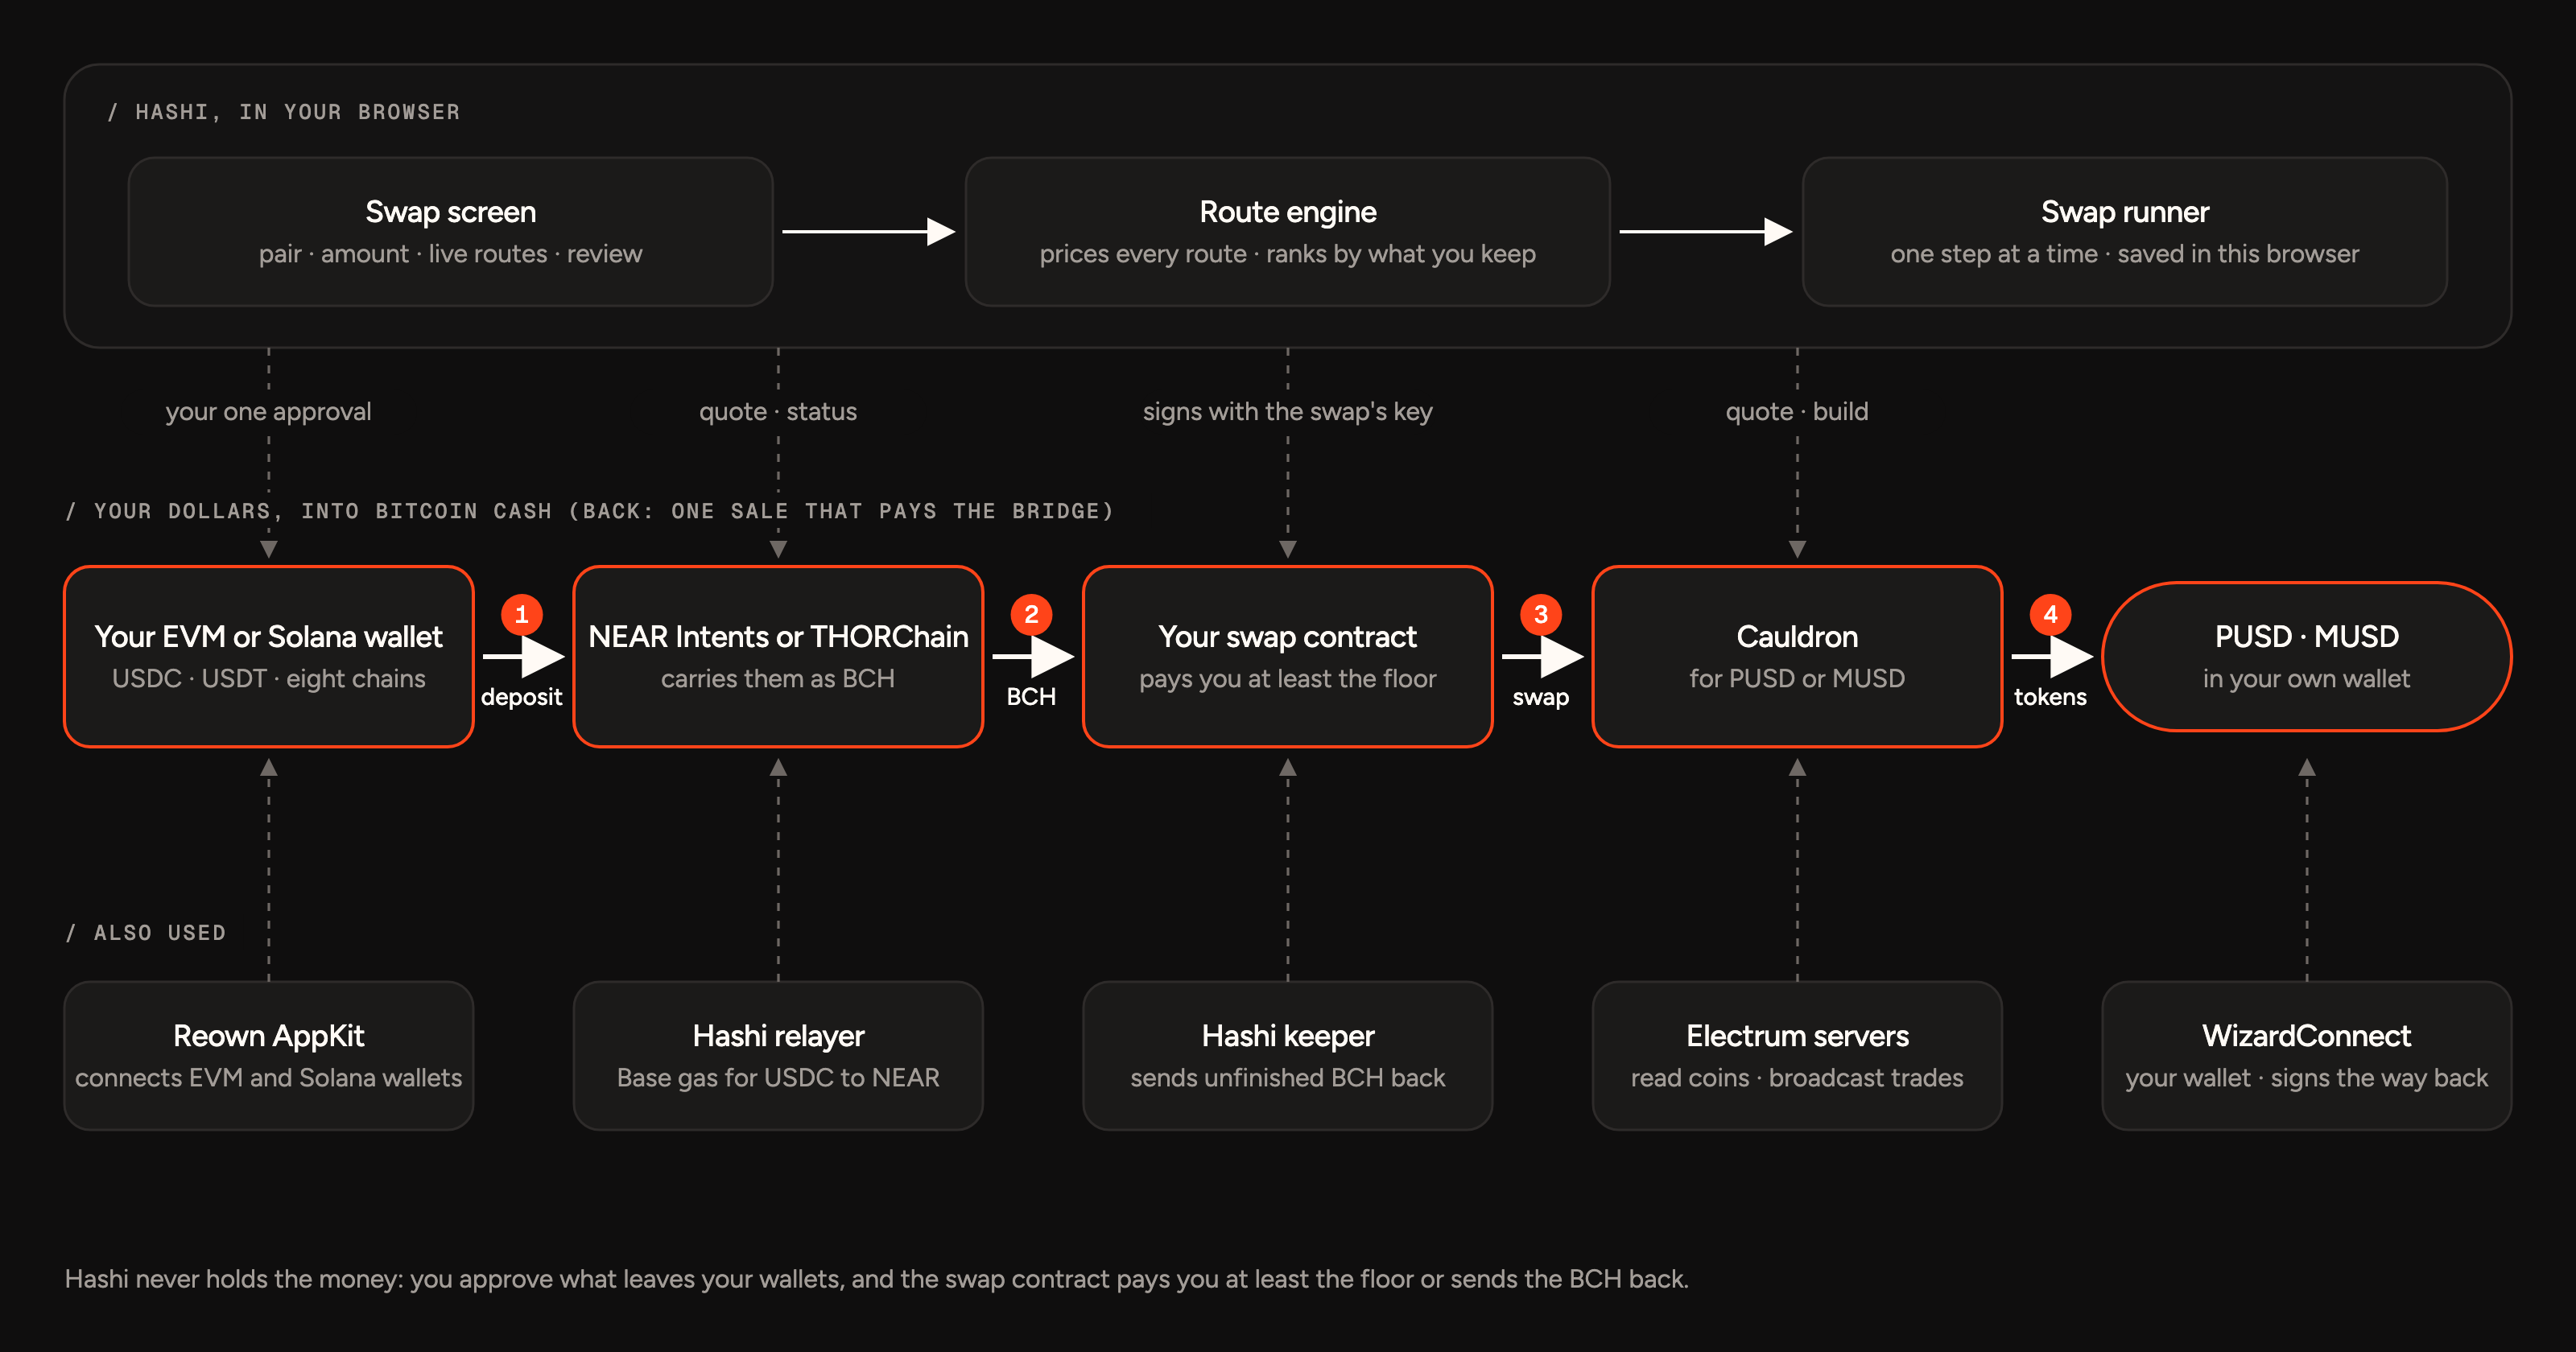 / HASHI, IN YOUR BROWSER
Swap screen
pair · amount · live routes · review
Route engine
prices every route · ranks by what you keep
Swap runner
one step at a time · saved in this browser
your one approval
quote · status
signs with the swap's key
quote · build
/ YOUR DOLLARS, INTO BITCOIN CASH (BACK: ONE SALE THAT PAYS THE BRIDGE)
Your EVM or Solana wallet
USDC · USDT · eight chains
1
deposit
NEAR Intents or THORChain
carries them as BCH
2
BCH
Your swap contract
pays you at least the floor
3
swap
Cauldron
for PUSD or MUSD
4
tokens
PUSD · MUSD
in your own wallet
/ ALSO USED
Reown AppKit
connects EVM and Solana wallets
Hashi relayer
Base gas for USDC to NEAR
Hashi keeper
sends unfinished BCH back
Electrum servers
read coins · broadcast trades
WizardConnect
your wallet · signs the way back
Hashi never holds the money: you approve what leaves your wallets, and the swap contract pays you at least the floor or sends the BCH back.